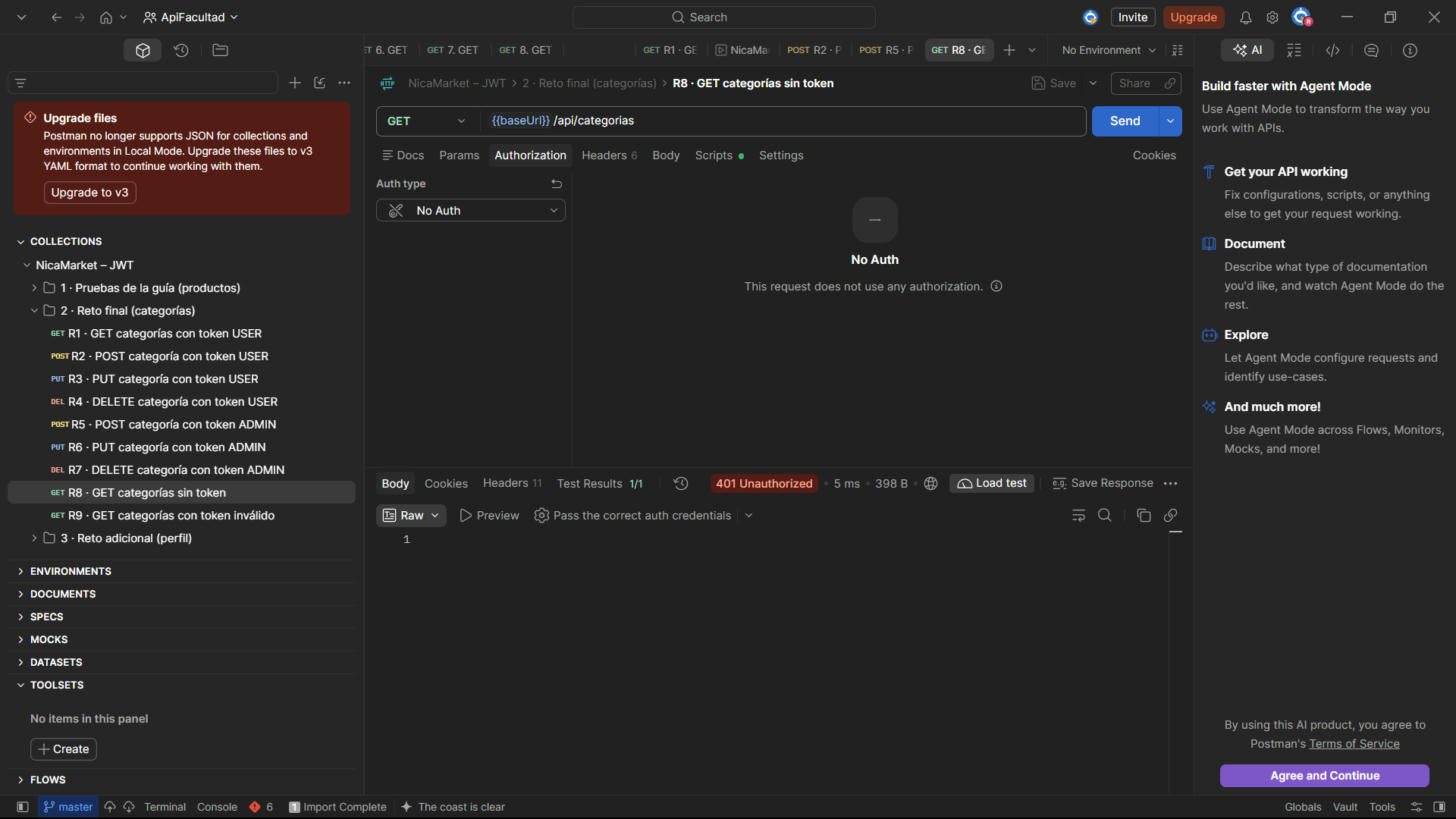 ApiFacultad
Search
Invite
Upgrade
GET 7. GET
GET 8. GET
GET R1 · GE
NicaMar
POST R2 · P
POST R5 · P
GET R8 · GE
No Environment
AI
Upgrade files
Postman no longer supports JSON for collections and
environments in Local Mode. Upgrade these files to v3
YAML format to continue working with them.
Upgrade to v3
COLLECTIONS
NicaMarket – JWT
1 · Pruebas de la guía (productos)
2 · Reto final (categorías)
GET R1 · GET categorías con token USER
POST R2 · POST categoría con token USER
PUT R3 · PUT categoría con token USER
DEL R4 · DELETE categoría con token USER
POST R5 · POST categoría con token ADMIN
PUT R6 · PUT categoría con token ADMIN
DEL R7 · DELETE categoría con token ADMIN
GET R8 · GET categorías sin token
GET R9 · GET categorías con token inválido
3 · Reto adicional (perfil)
ENVIRONMENTS
DOCUMENTS
SPECS
MOCKS
DATASETS
TOOLSETS
No items in this panel
Create
FLOWS
NicaMarket – JWT > 2 · Reto final (categorías) > R8 · GET categorías sin token
Save
Share
GET
{{baseUrl}} /api/categorias
Send
Docs Params Authorization Headers 6 Body Scripts Settings
Cookies
Auth type
No Auth
No Auth
This request does not use any authorization.
Body Cookies Headers 11 Test Results 1/1
401 Unauthorized • 5 ms • 398 B
Load test
e.g. Save Response
Raw
Preview
Pass the correct auth credentials
1
Build faster with Agent Mode
Use Agent Mode to transform the way you
work with APIs.
Get your API working
Fix configurations, scripts, or anything
else to get your request working.
Document
Describe what type of documentation
you'd like, and watch Agent Mode do the
rest.
Explore
Let Agent Mode configure requests and
identify use-cases.
And much more!
Use Agent Mode across Flows, Monitors,
Mocks, and more!
By using this AI product, you agree to
Postman's Terms of Service
Agree and Continue
master
Terminal
Console
6
1 Import Complete
The coast is clear
Globals
Vault
Tools